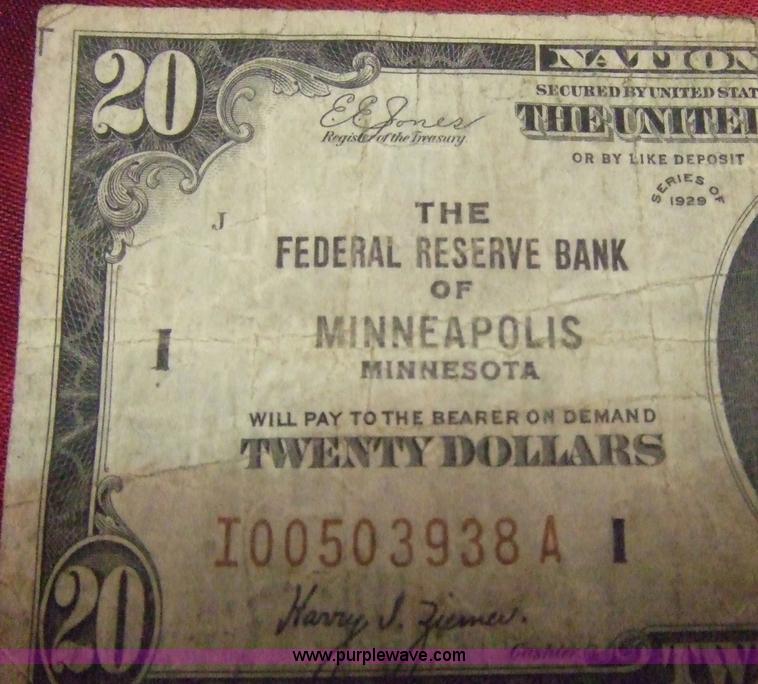 20
NATION
SECURED BY UNITED STAT
E E Jones
Register of the Treasury.
THE UNITE
OR BY LIKE DEPOSIT
SERIES OF
1929
J
THE
FEDERAL RESERVE BANK
OF
MINNEAPOLIS
I
MINNESOTA
WILL PAY TO THE BEARER ON DEMAND
TWENTY DOLLARS
I00503938A I
20
Harry I. Ziemer.
Cashier
TW
www.purplewave.com